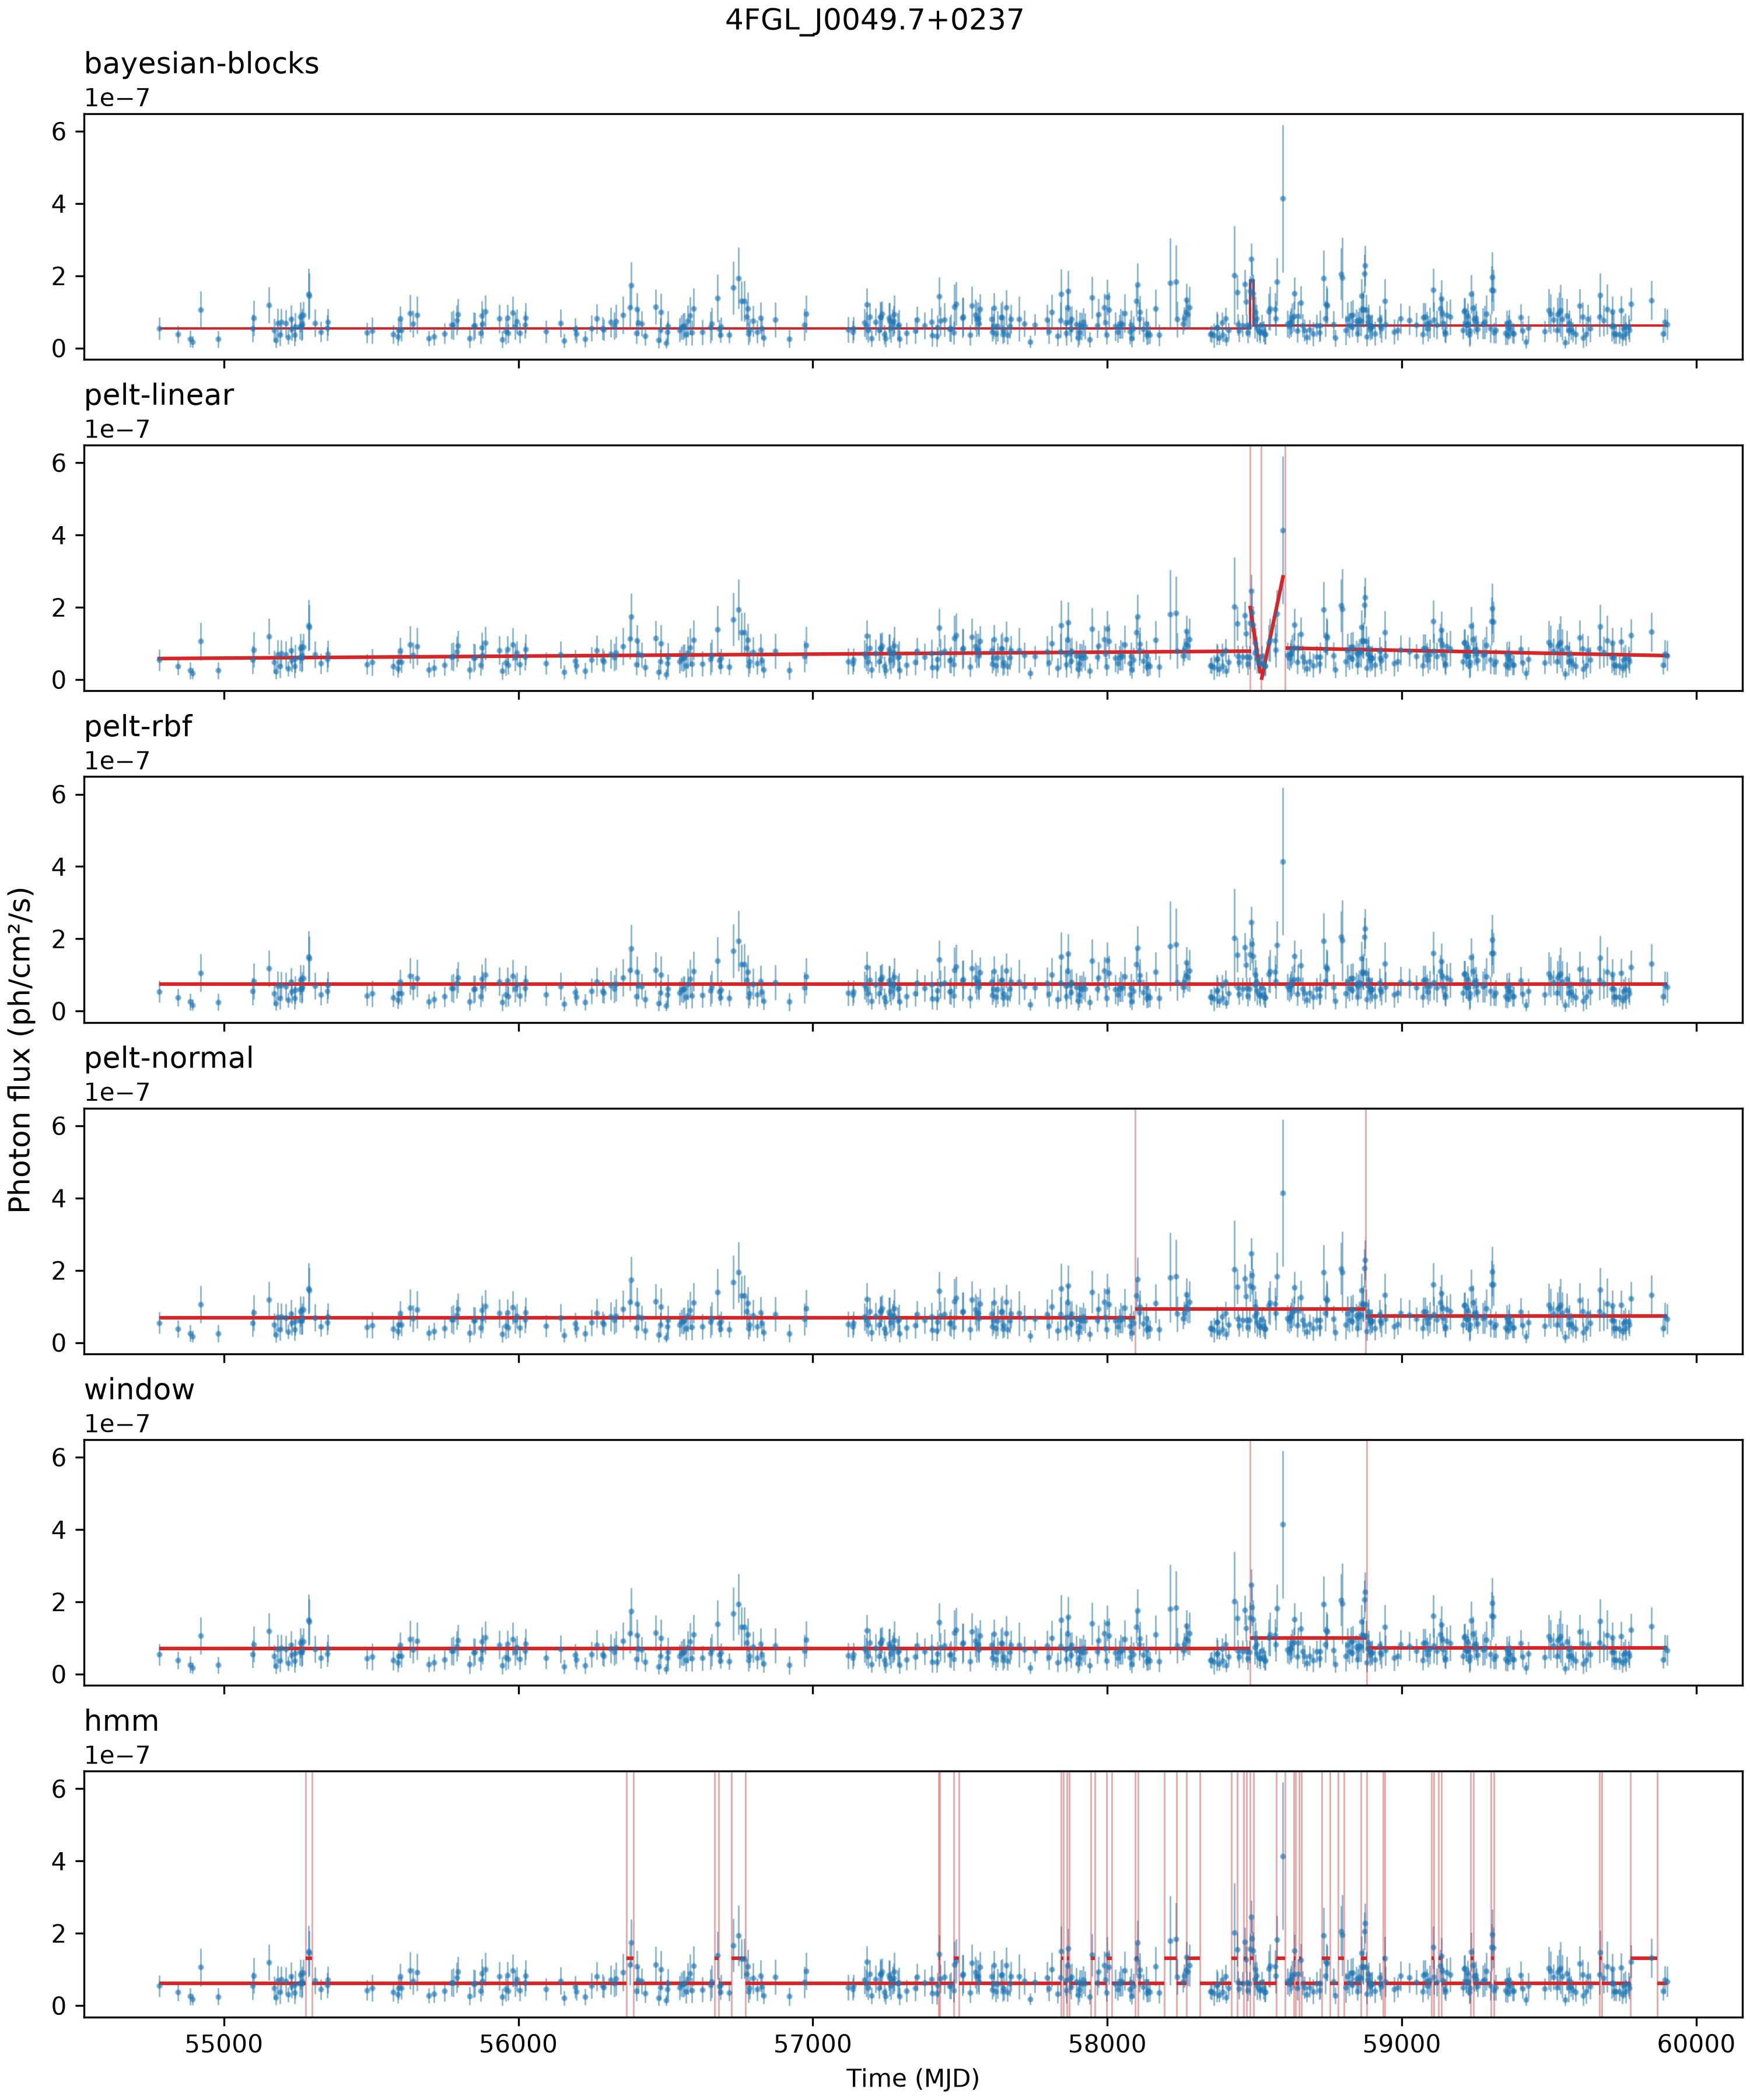 4FGL_J0049.7+0237
bayesian-blocks
1e−7
6
4
2
0
pelt-linear
1e−7
6
4
2
0
pelt-rbf
1e−7
6
4
2
0
pelt-normal
1e−7
6
4
2
0
window
1e−7
6
4
2
0
hmm
1e−7
6
4
2
0
55000 56000 57000 58000 59000 60000
Time (MJD)
Photon flux (ph/cm²/s)